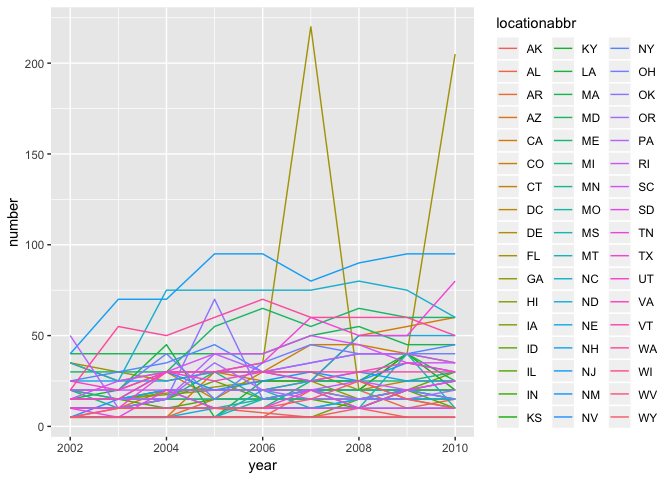 locationabbr
AK KY NY
AL LA OH
AR MA OK
AZ MD OR
CA ME PA
CO MI RI
CT MN SC
DC MO SD
DE MS TN
FL MT TX
GA NC UT
HI ND VA
IA NE VT
ID NH WA
IL NJ WI
IN NM WV
KS NV WY
number
200
150
100
50
0
2002 2004 2006 2008 2010
year